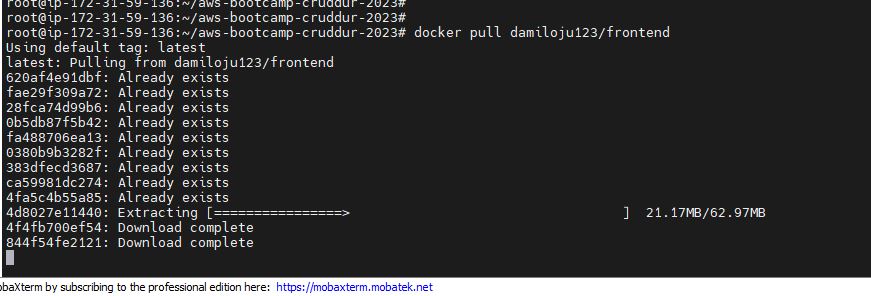 root@ip-172-31-59-136:~/aws-bootcamp-cruddur-2023#
root@ip-172-31-59-136:~/aws-bootcamp-cruddur-2023#
root@ip-172-31-59-136:~/aws-bootcamp-cruddur-2023# docker pull damiloju123/frontend
Using default tag: latest
latest: Pulling from damiloju123/frontend
620af4e91dbf: Already exists
fae29f309a72: Already exists
28fca74d99b6: Already exists
0b5db87f5b42: Already exists
fa488706ea13: Already exists
0380b9b3282f: Already exists
383dfecd3687: Already exists
ca59981dc274: Already exists
4fa5c4b55a85: Already exists
4d8027e11440: Extracting [================>                                  ]  21.17MB/62.97MB
4f4fb700ef54: Download complete
844f54fe2121: Download complete
obaXterm by subscribing to the professional edition here: https://mobaxterm.mobatek.net